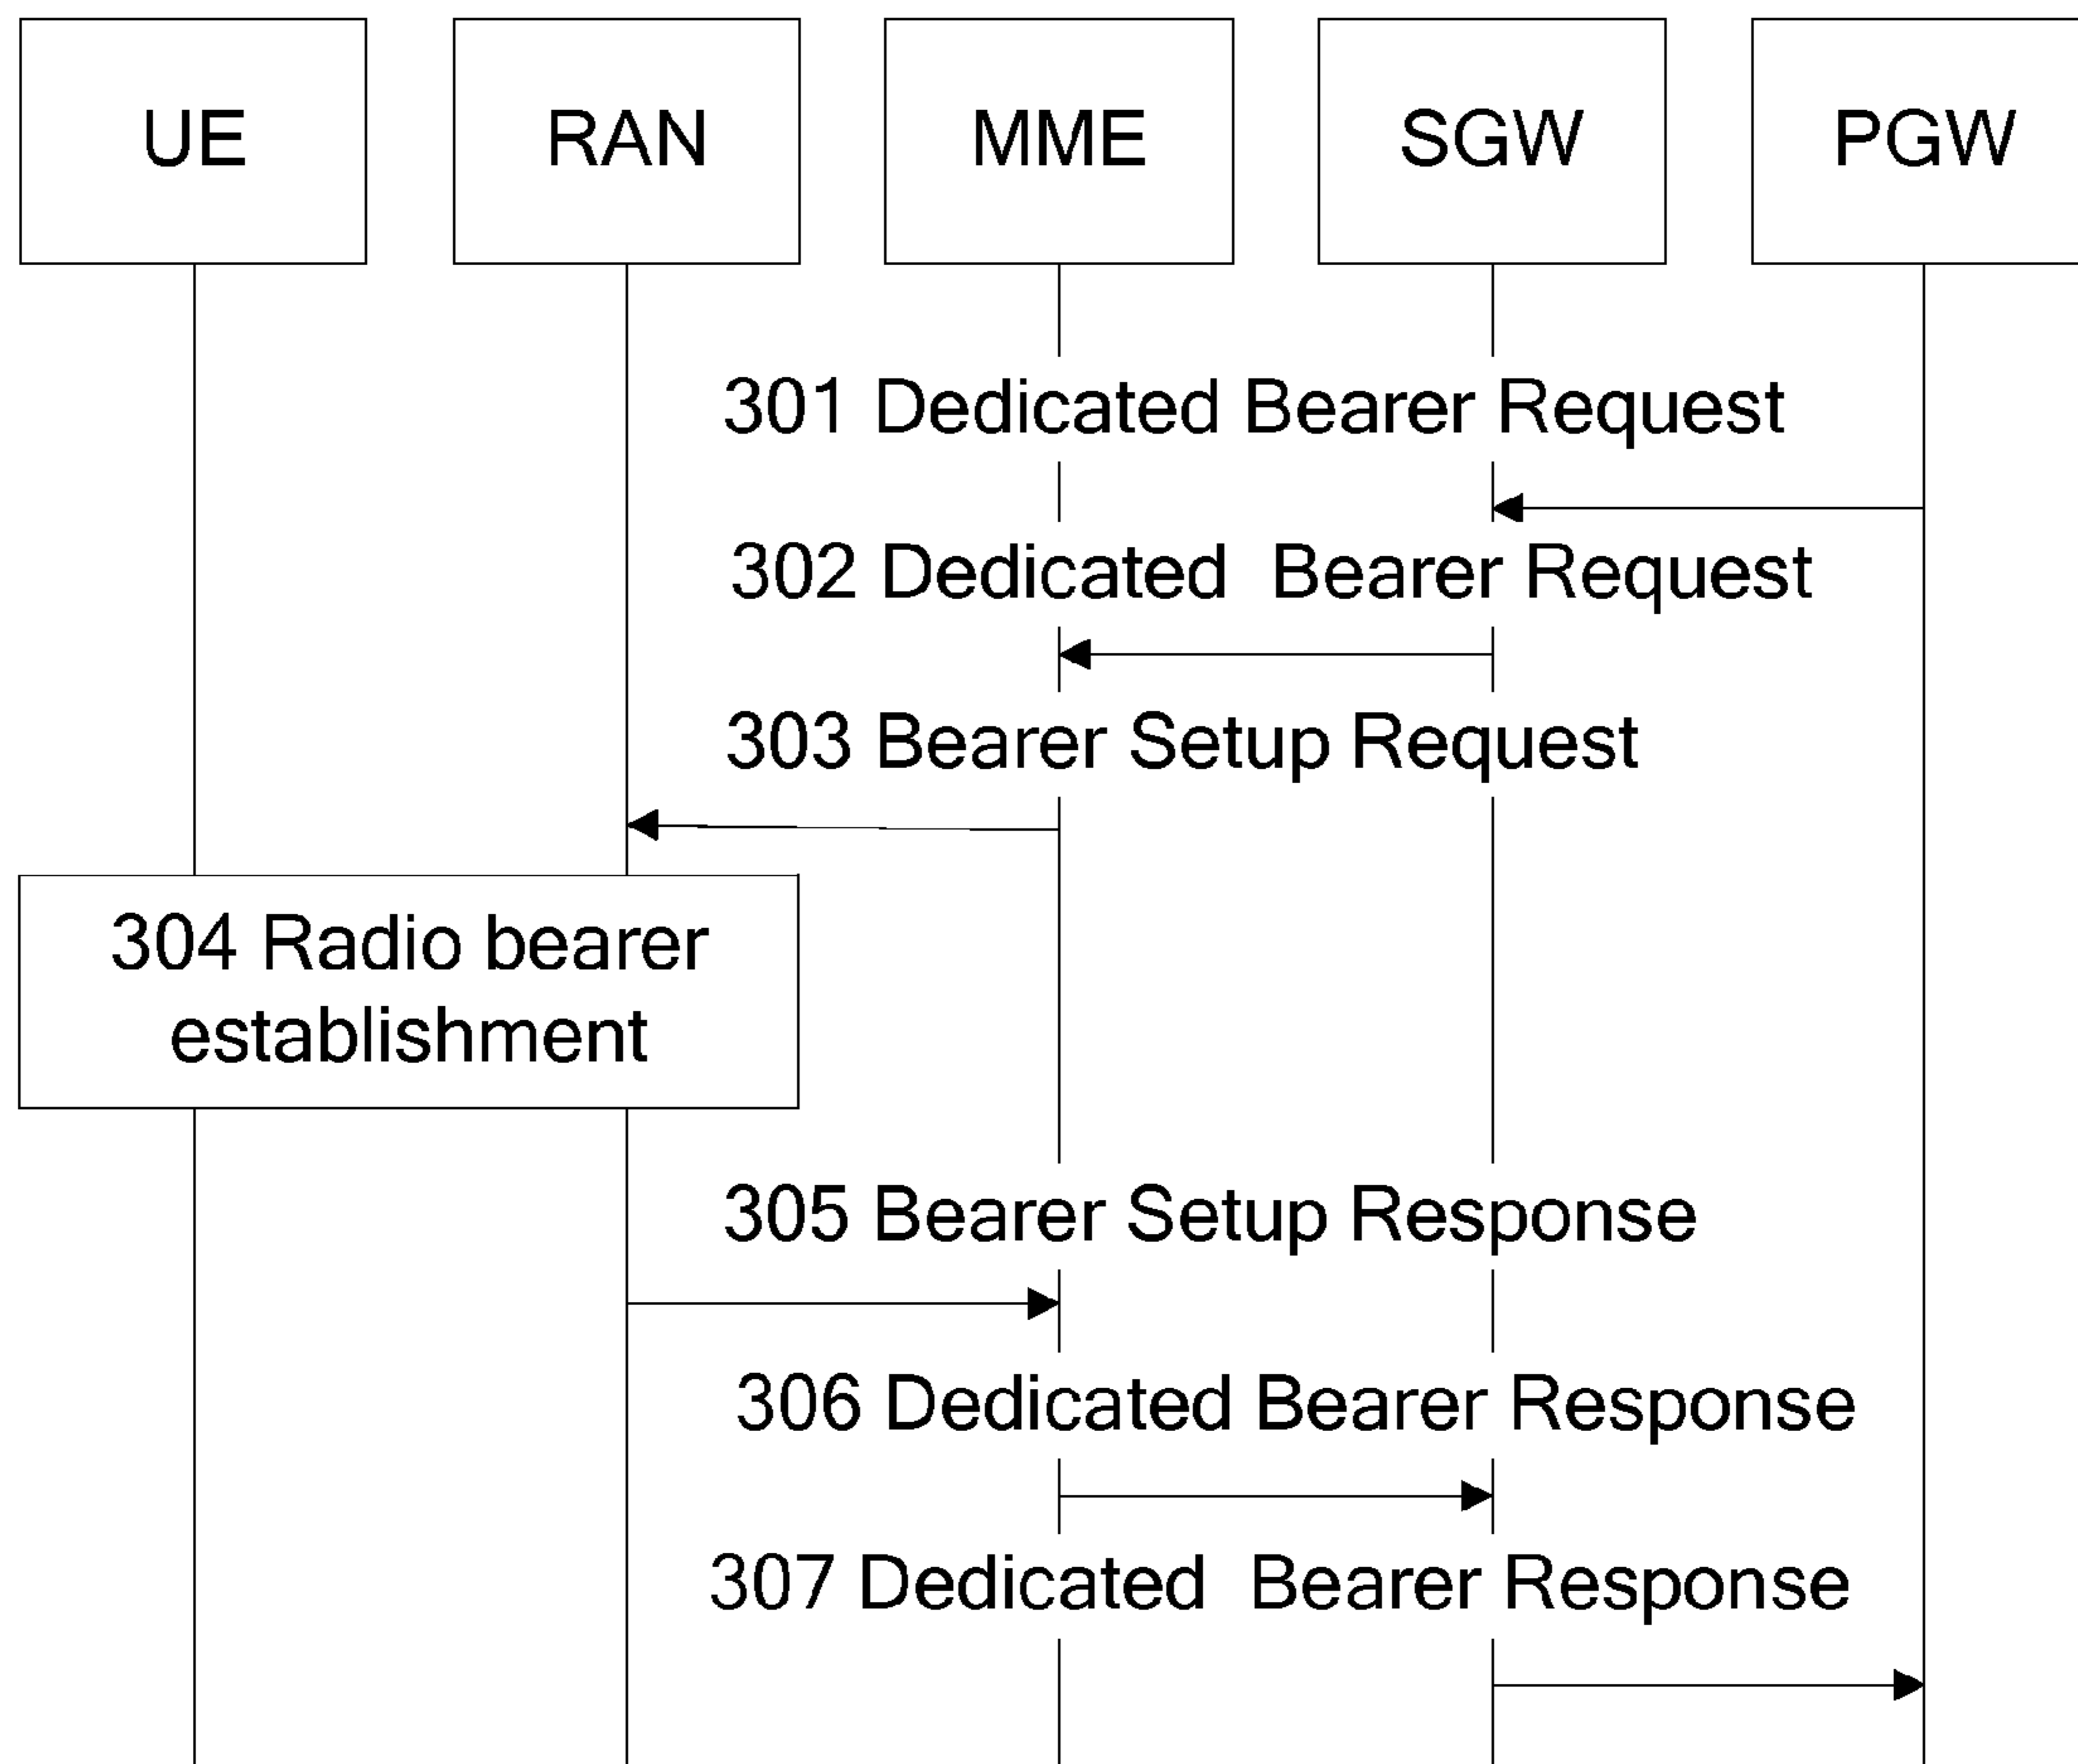 UE
RAN
MME
SGW
PGW
301 Dedicated Bearer Request
302 Dedicated Bearer Request
303 Bearer Setup Request
304 Radio bearer
establishment
305 Bearer Setup Response
306 Dedicated Bearer Response
307 Dedicated Bearer Response